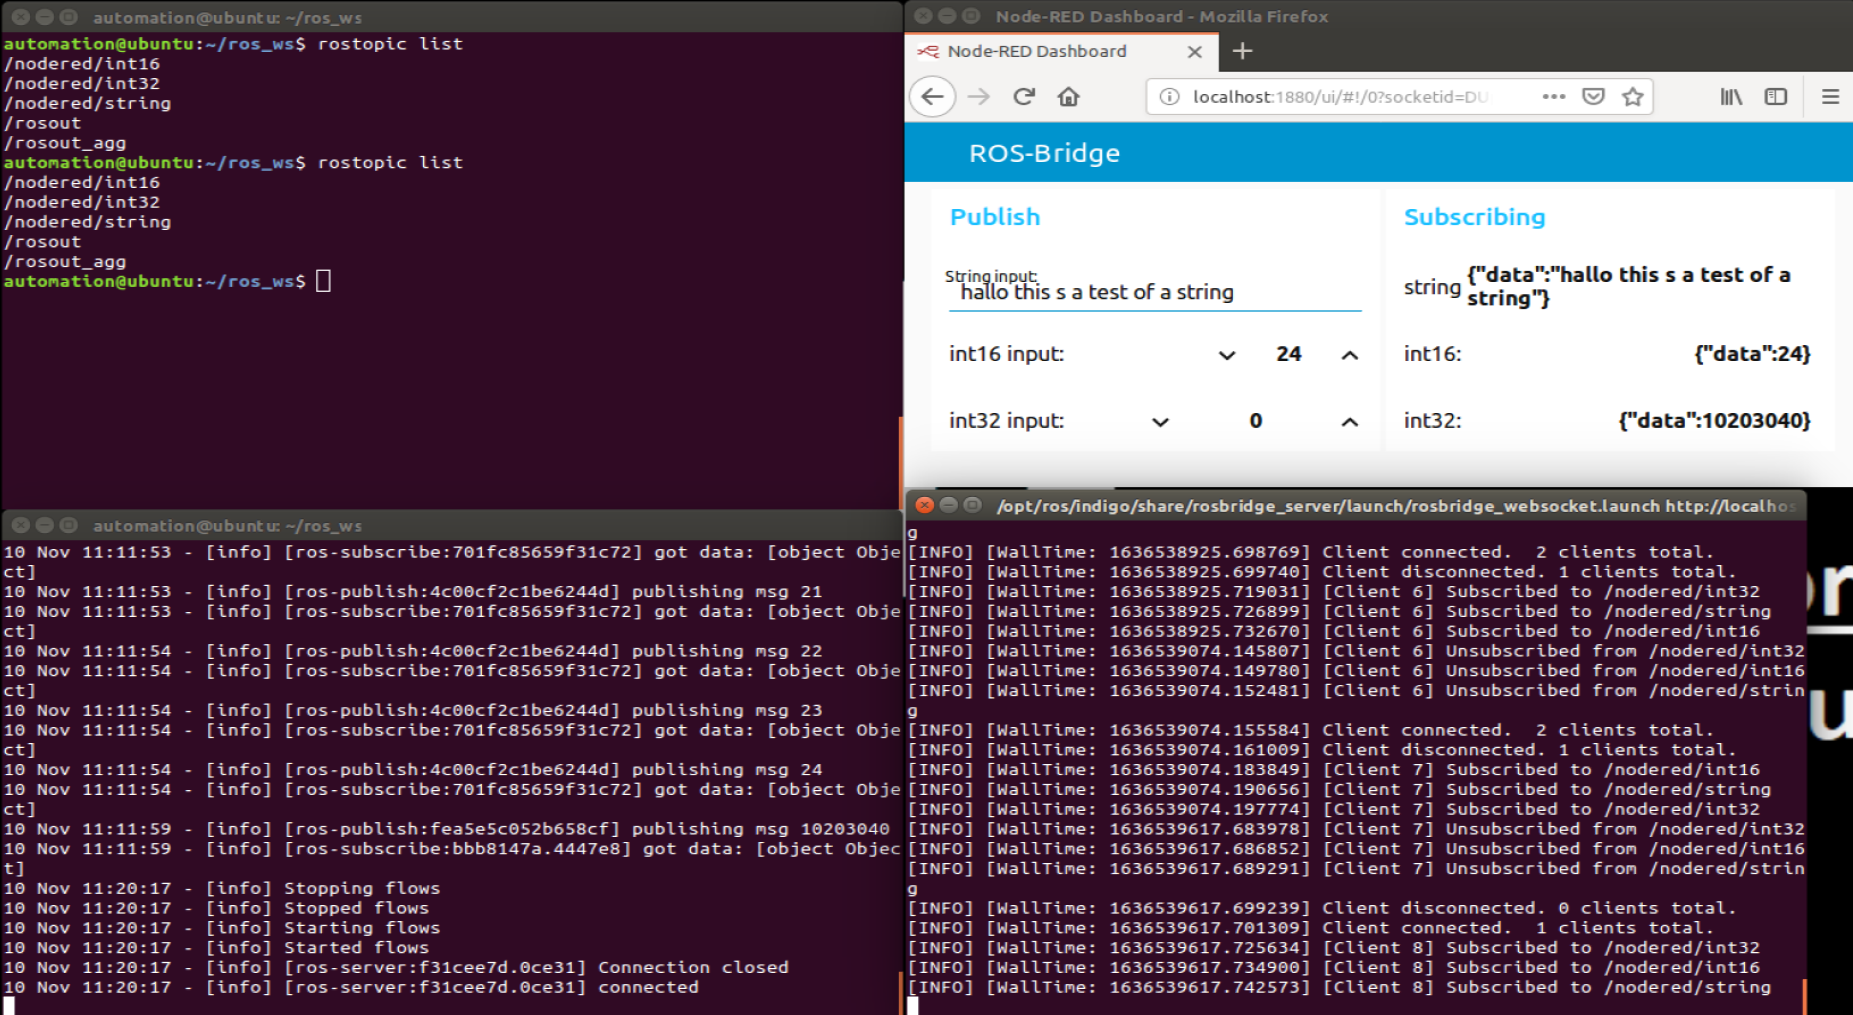 automation@ubuntu: ~/ros_ws
automation@ubuntu:~/ros_ws$ rostopic list
/nodered/int16
/nodered/int32
/nodered/string
/rosout
/rosout_agg
automation@ubuntu:~/ros_ws$ rostopic list
/nodered/int16
/nodered/int32
/nodered/string
/rosout
/rosout_agg
automation@ubuntu:~/ros_ws$
Node-RED Dashboard - Mozilla Firefox
Node-RED Dashboard
localhost:1880/ui/#!/0?socketid=DU
ROS-Bridge
Publish
String input:
hallo this s a test of a string
int16 input:
24
int32 input:
0
Subscribing
string {"data":"hallo this s a test of a
string"}
int16: {"data":24}
int32: {"data":10203040}
automation@ubuntu: ~/ros_ws
10 Nov 11:11:53 - [info] [ros-subscribe:701fc85659f31c72] got data: [object Obje
ct]
10 Nov 11:11:53 - [info] [ros-publish:4c00cf2c1be6244d] publishing msg 21
10 Nov 11:11:53 - [info] [ros-subscribe:701fc85659f31c72] got data: [object Obje
ct]
10 Nov 11:11:54 - [info] [ros-publish:4c00cf2c1be6244d] publishing msg 22
10 Nov 11:11:54 - [info] [ros-subscribe:701fc85659f31c72] got data: [object Obje
ct]
10 Nov 11:11:54 - [info] [ros-publish:4c00cf2c1be6244d] publishing msg 23
10 Nov 11:11:54 - [info] [ros-subscribe:701fc85659f31c72] got data: [object Obje
ct]
10 Nov 11:11:54 - [info] [ros-publish:4c00cf2c1be6244d] publishing msg 24
10 Nov 11:11:54 - [info] [ros-subscribe:701fc85659f31c72] got data: [object Obje
ct]
10 Nov 11:11:59 - [info] [ros-publish:fea5e5c052b658cf] publishing msg 10203040
10 Nov 11:11:59 - [info] [ros-subscribe:bbb8147a.4447e8] got data: [object Objec
t]
10 Nov 11:20:17 - [info] Stopping flows
10 Nov 11:20:17 - [info] Stopped flows
10 Nov 11:20:17 - [info] Starting flows
10 Nov 11:20:17 - [info] Started flows
10 Nov 11:20:17 - [info] [ros-server:f31cee7d.0ce31] Connection closed
10 Nov 11:20:17 - [info] [ros-server:f31cee7d.0ce31] connected
/opt/ros/indigo/share/rosbridge_server/launch/rosbridge_websocket.launch http://localhos
g
[INFO] [WallTime: 1636538925.698769] Client connected.  2 clients total.
[INFO] [WallTime: 1636538925.699740] Client disconnected. 1 clients total.
[INFO] [WallTime: 1636538925.719031] [Client 6] Subscribed to /nodered/int32
[INFO] [WallTime: 1636538925.726899] [Client 6] Subscribed to /nodered/string
[INFO] [WallTime: 1636538925.732670] [Client 6] Subscribed to /nodered/int16
[INFO] [WallTime: 1636539074.145807] [Client 6] Unsubscribed from /nodered/int32
[INFO] [WallTime: 1636539074.149780] [Client 6] Unsubscribed from /nodered/int16
[INFO] [WallTime: 1636539074.152481] [Client 6] Unsubscribed from /nodered/strin
g
[INFO] [WallTime: 1636539074.155584] Client connected.  2 clients total.
[INFO] [WallTime: 1636539074.161009] Client disconnected. 1 clients total.
[INFO] [WallTime: 1636539074.183849] [Client 7] Subscribed to /nodered/int16
[INFO] [WallTime: 1636539074.190656] [Client 7] Subscribed to /nodered/string
[INFO] [WallTime: 1636539074.197774] [Client 7] Subscribed to /nodered/int32
[INFO] [WallTime: 1636539617.683978] [Client 7] Unsubscribed from /nodered/int32
[INFO] [WallTime: 1636539617.686852] [Client 7] Unsubscribed from /nodered/int16
[INFO] [WallTime: 1636539617.689291] [Client 7] Unsubscribed from /nodered/strin
g
[INFO] [WallTime: 1636539617.699239] Client disconnected. 0 clients total.
[INFO] [WallTime: 1636539617.701309] Client connected.  1 clients total.
[INFO] [WallTime: 1636539617.725634] [Client 8] Subscribed to /nodered/int32
[INFO] [WallTime: 1636539617.734900] [Client 8] Subscribed to /nodered/int16
[INFO] [WallTime: 1636539617.742573] [Client 8] Subscribed to /nodered/string